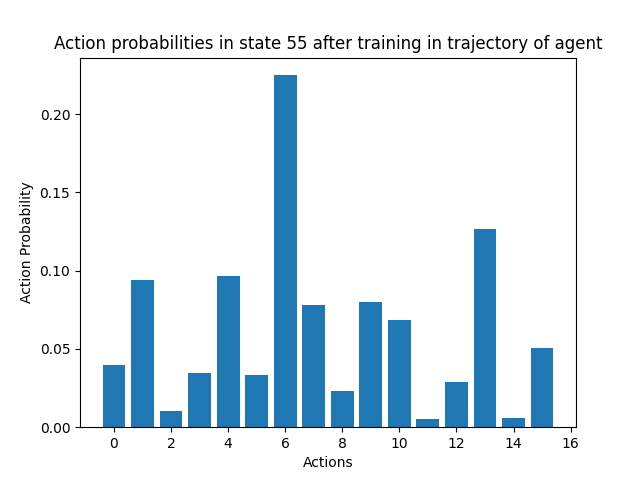 Action probabilities in state 55 after training in trajectory of agent
0.20
0.15
0.10
0.05
0.00
Action Probability
0 2 4 6 8 10 12 14 16
Actions